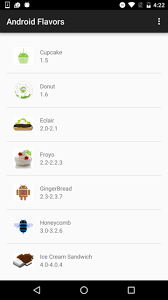 4:22
Android Flavors
Cupcake
1.5
Donut
1.6
Eclair
2.0-2.1
Froyo
2.2-2.2.3
GingerBread
2.3-2.3.7
Honeycomb
3.0-3.2.6
Ice Cream Sandwich
4.0-4.0.4